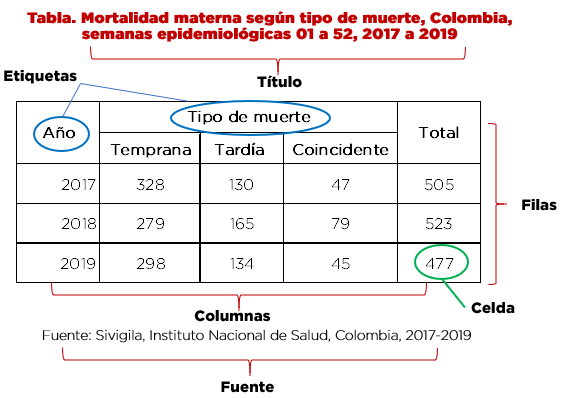 Tabla. Mortalidad materna según tipo de muerte, Colombia,
semanas epidemiológicas 01 a 52, 2017 a 2019
Etiquetas
Título
Año
Tipo de muerte
Total
Temprana Tardía Coincidente
2017 328 130 47 505
Filas
2018 279 165 79 523
2019 298 134 45 477
Celda
Columnas
Fuente: Sivigila, Instituto Nacional de Salud, Colombia, 2017-2019
Fuente